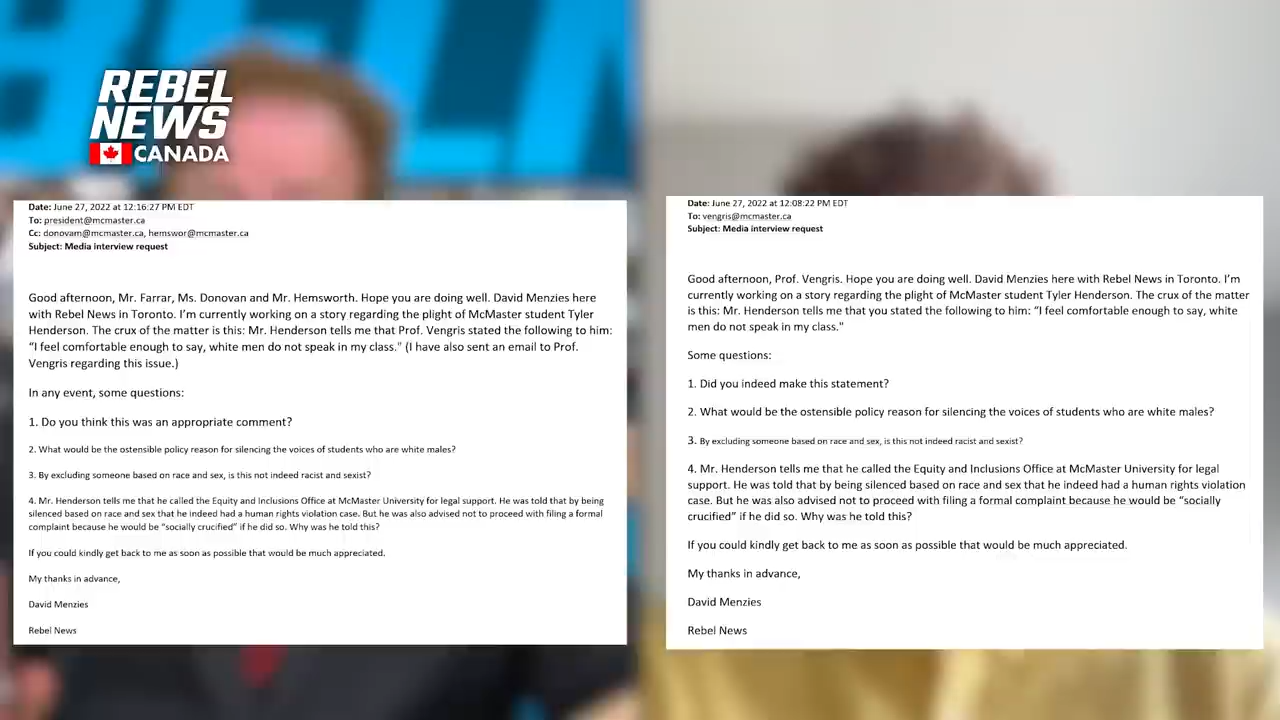 REBEL
NEWS
CANADA
Date: June 27, 2022 at 12:16:27 PM EDT
To: president@mcmaster.ca
Cc: donovam@mcmaster.ca, hemswor@mcmaster.ca
Subject: Media interview request
Good afternoon, Mr. Farrar, Ms. Donovan and Mr. Hemsworth. Hope you are doing well. David Menzies here
with Rebel News in Toronto. I’m currently working on a story regarding the plight of McMaster student Tyler
Henderson. The crux of the matter is this: Mr. Henderson tells me that Prof. Vengris stated the following to him:
“I feel comfortable enough to say, white men do not speak in my class.” (I have also sent an email to Prof.
Vengris regarding this issue.)
In any event, some questions:
1. Do you think this was an appropriate comment?
2. What would be the ostensible policy reason for silencing the voices of students who are white males?
3. By excluding someone based on race and sex, is this not indeed racist and sexist?
4. Mr. Henderson tells me that he called the Equity and Inclusions Office at McMaster University for legal support. He was told that by being
silenced based on race and sex that he indeed had a human rights violation case. But he was also advised not to proceed with filing a formal
complaint because he would be “socially crucified” if he did so. Why was he told this?
If you could kindly get back to me as soon as possible that would be much appreciated.
My thanks in advance,
David Menzies
Rebel News
Date: June 27, 2022 at 12:08:22 PM EDT
To: vengris@mcmaster.ca
Subject: Media interview request
Good afternoon, Prof. Vengris. Hope you are doing well. David Menzies here with Rebel News in Toronto. I’m
currently working on a story regarding the plight of McMaster student Tyler Henderson. The crux of the matter
is this: Mr. Henderson tells me that you stated the following to him: “I feel comfortable enough to say, white
men do not speak in my class."
Some questions:
1. Did you indeed make this statement?
2. What would be the ostensible policy reason for silencing the voices of students who are white males?
3. By excluding someone based on race and sex, is this not indeed racist and sexist?
4. Mr. Henderson tells me that he called the Equity and Inclusions Office at McMaster University for legal
support. He was told that by being silenced based on race and sex that he indeed had a human rights violation
case. But he was also advised not to proceed with filing a formal complaint because he would be “socially
crucified” if he did so. Why was he told this?
If you could kindly get back to me as soon as possible that would be much appreciated.
My thanks in advance,
David Menzies
Rebel News